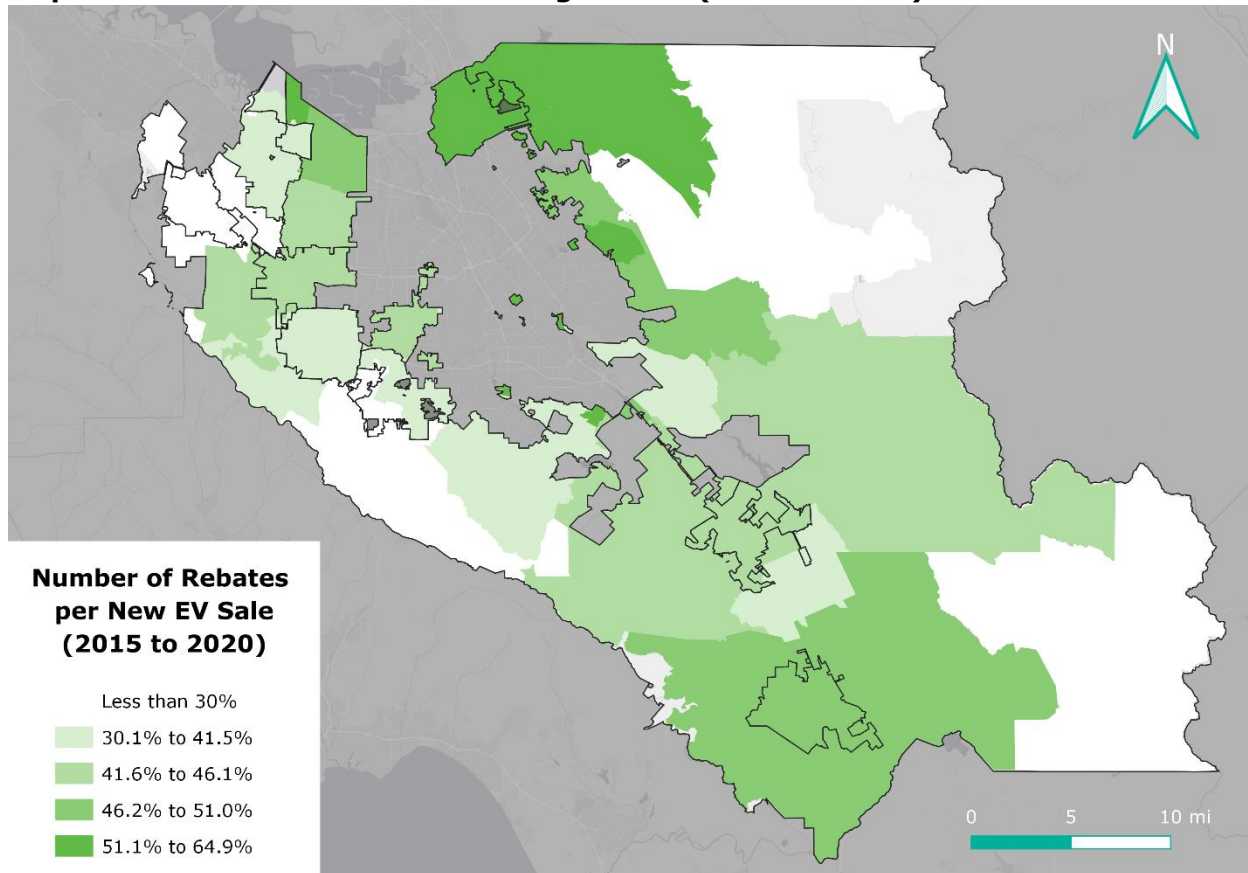 N
Number of Rebates
per New EV Sale
(2015 to 2020)
Less than 30%
30.1% to 41.5%
41.6% to 46.1%
46.2% to 51.0%
51.1% to 64.9%
0 5 10 mi